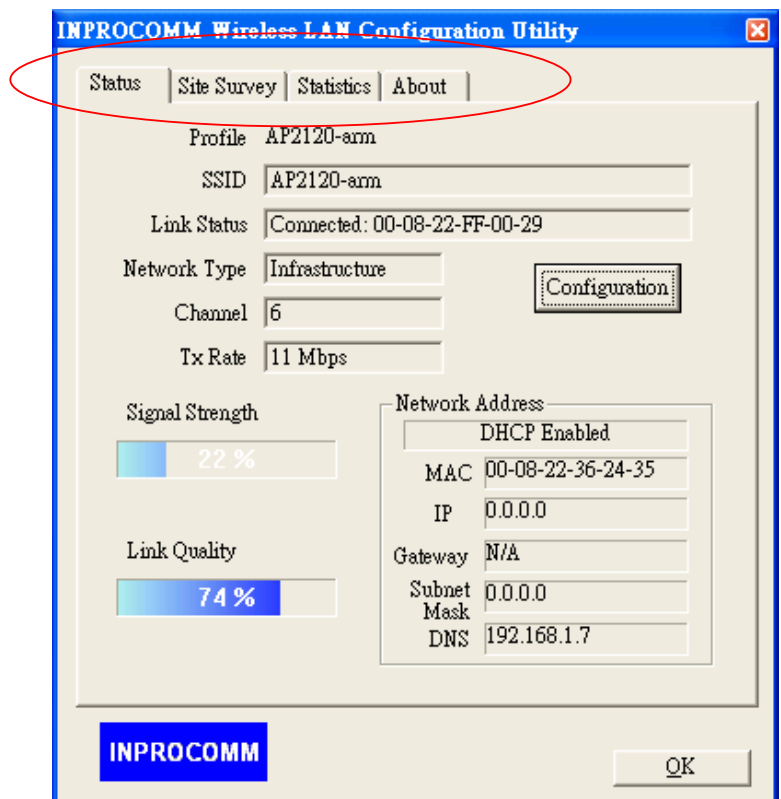 INPROCOMM Wireless LAN Configuration Utility
Status Site Survey Statistics About
Profile AP2120-arm
SSID AP2120-arm
Link Status Connected: 00-08-22-FF-00-29
Network Type Infrastructure
Configuration
Channel 6
Tx Rate 11 Mbps
Signal Strength
22 %
Link Quality
74 %
Network Address
DHCP Enabled
MAC 00-08-22-36-24-35
IP 0.0.0.0
Gateway N/A
Subnet Mask 0.0.0.0
DNS 192.168.1.7
INPROCOMM
OK